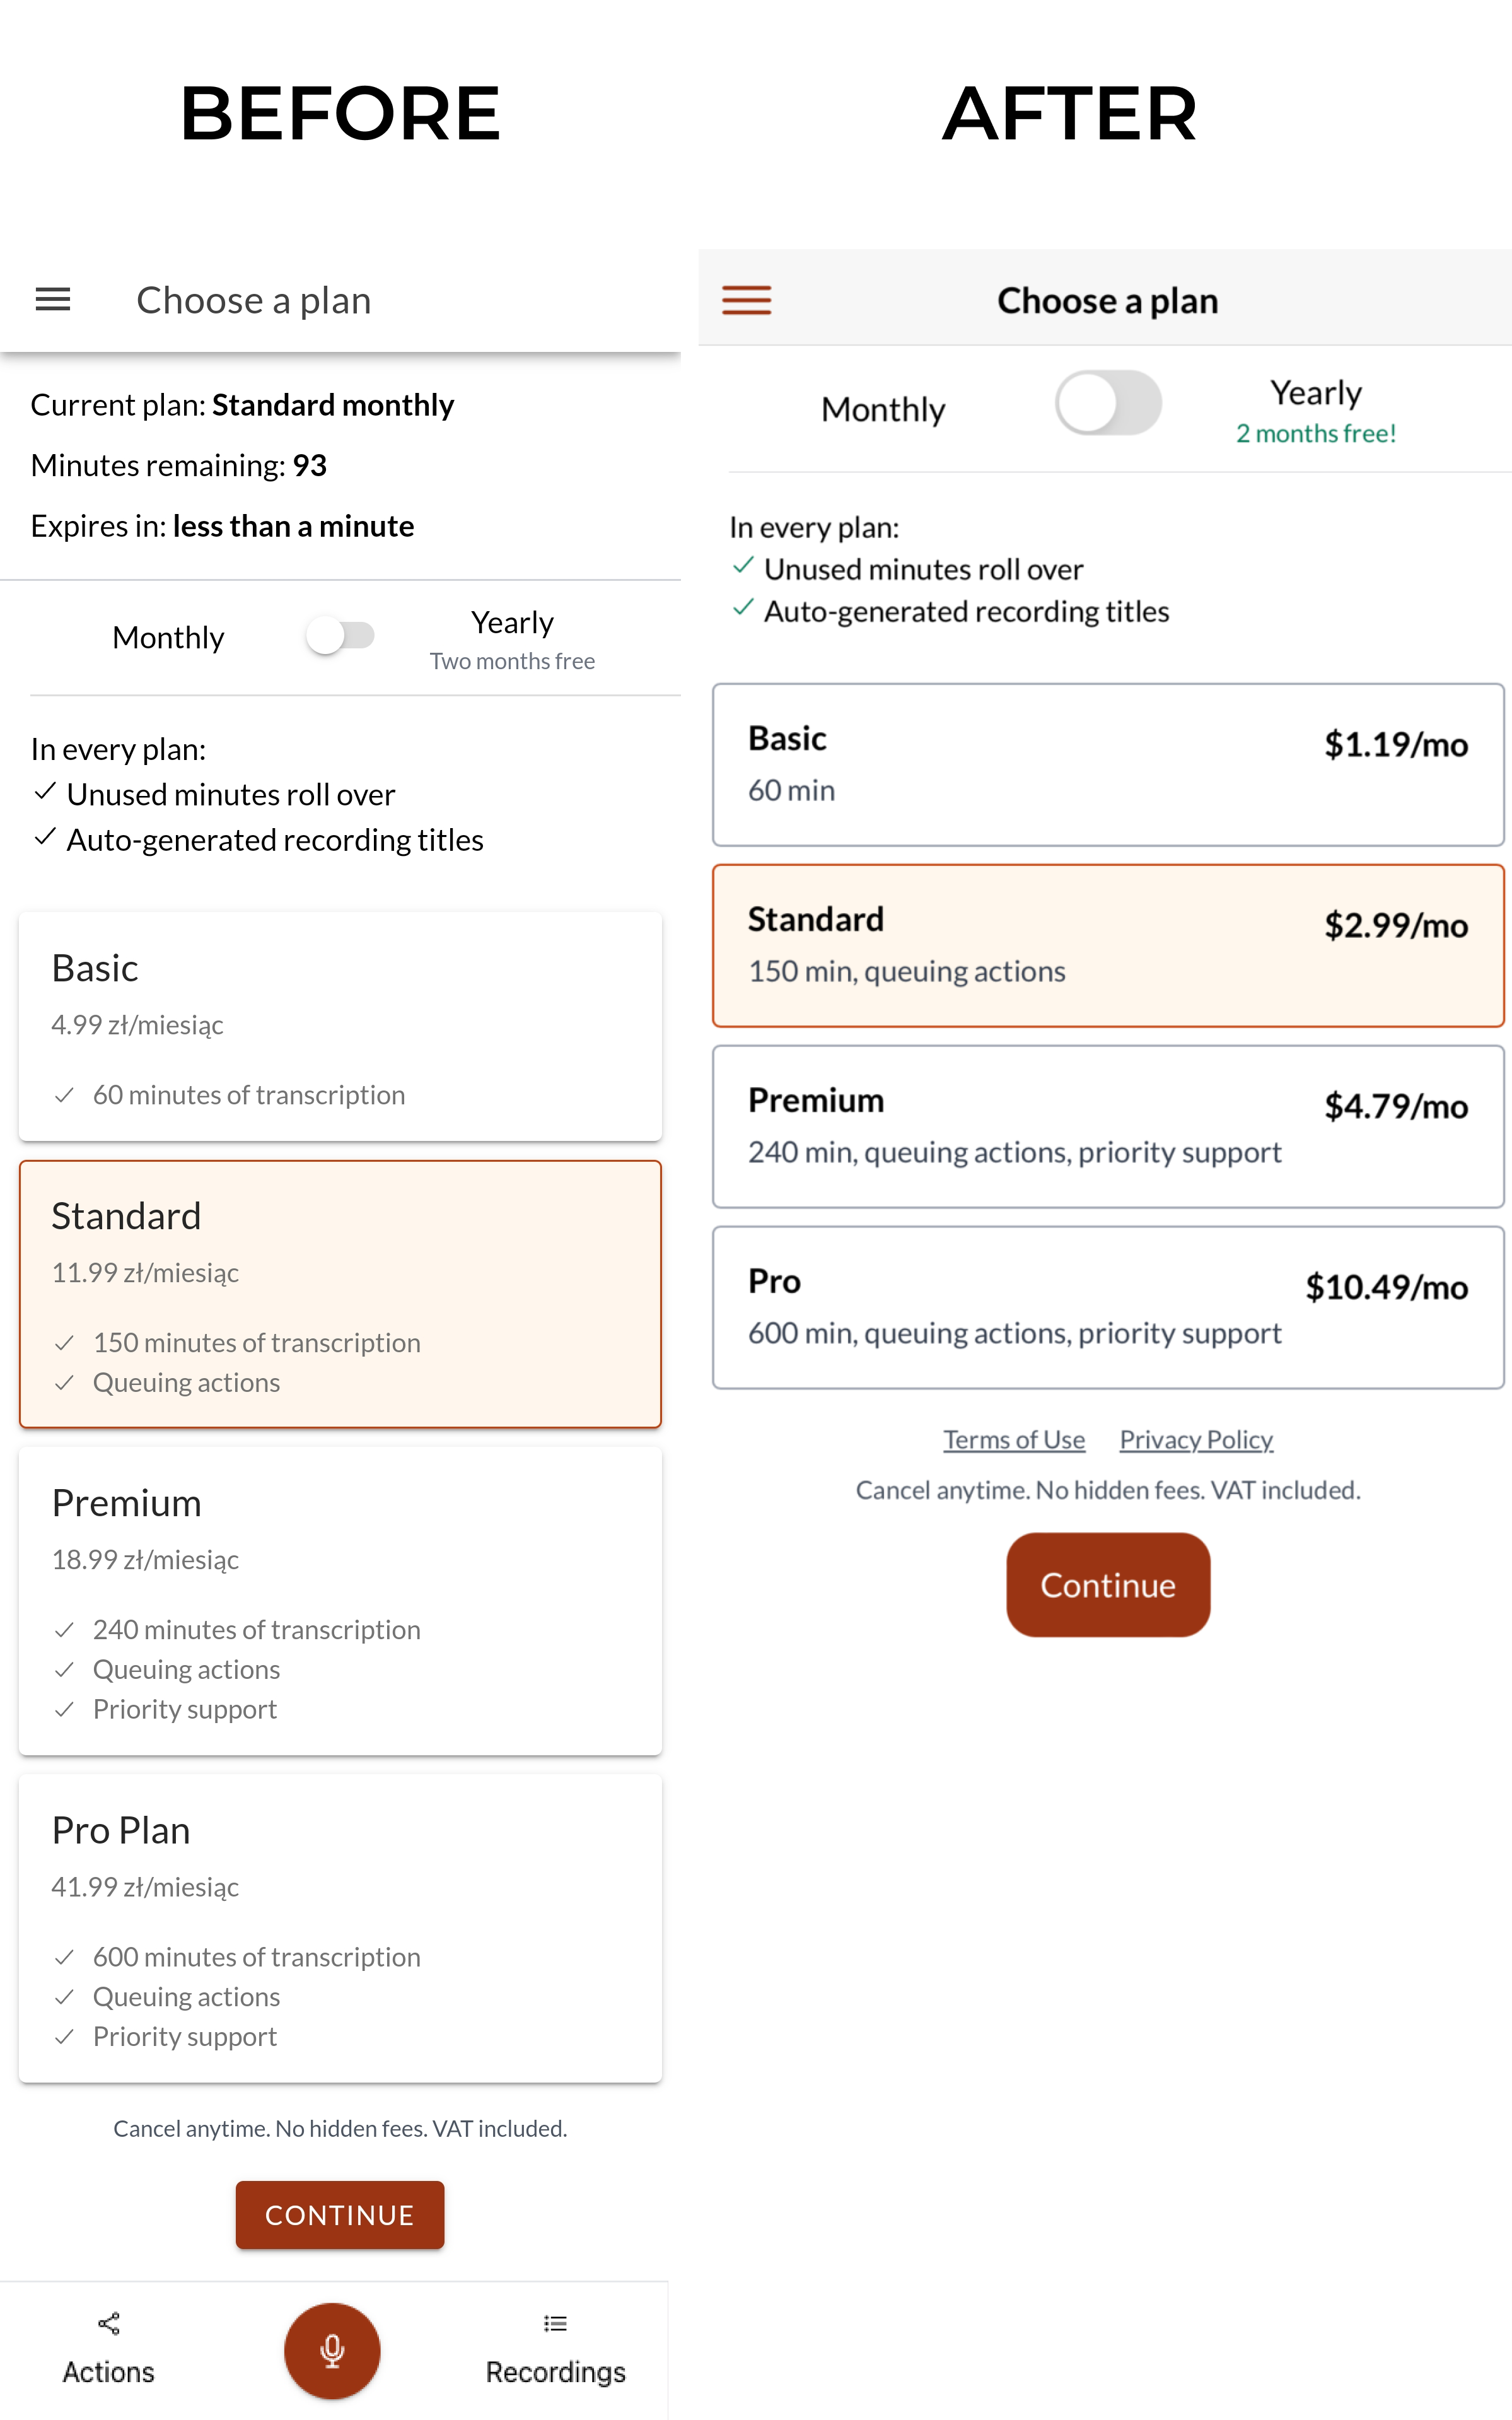 BEFORE
Choose a plan
Current plan: Standard monthly
Minutes remaining: 93
Expires in: less than a minute
Monthly
Yearly
Two months free
In every plan:
Unused minutes roll over
Auto-generated recording titles
Basic
4.99 zł/miesiąc
60 minutes of transcription
Standard
11.99 zł/miesiąc
150 minutes of transcription
Queuing actions
Premium
18.99 zł/miesiąc
240 minutes of transcription
Queuing actions
Priority support
Pro Plan
41.99 zł/miesiąc
600 minutes of transcription
Queuing actions
Priority support
Cancel anytime. No hidden fees. VAT included.
CONTINUE
Actions
Recordings
AFTER
Choose a plan
Monthly
Yearly
2 months free!
In every plan:
Unused minutes roll over
Auto-generated recording titles
Basic
$1.19/mo
60 min
Standard
$2.99/mo
150 min, queuing actions
Premium
$4.79/mo
240 min, queuing actions, priority support
Pro
$10.49/mo
600 min, queuing actions, priority support
Terms of Use Privacy Policy
Cancel anytime. No hidden fees. VAT included.
Continue